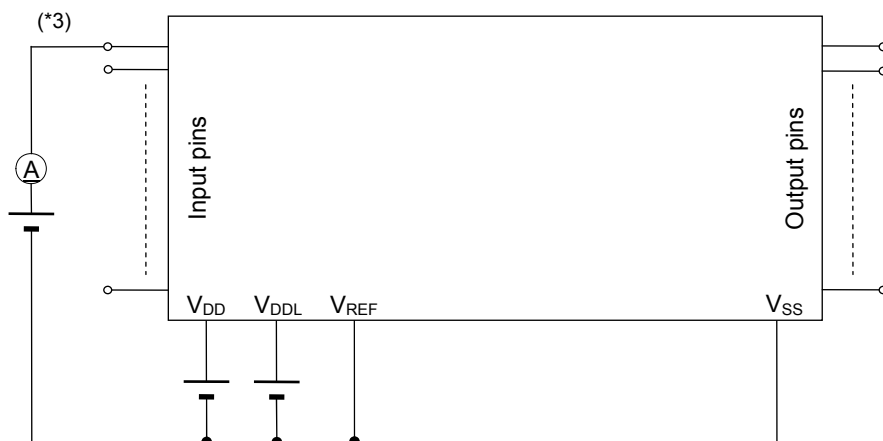 (*3)
A
Input pins
Output pins
VDD VDDL VREF VSS